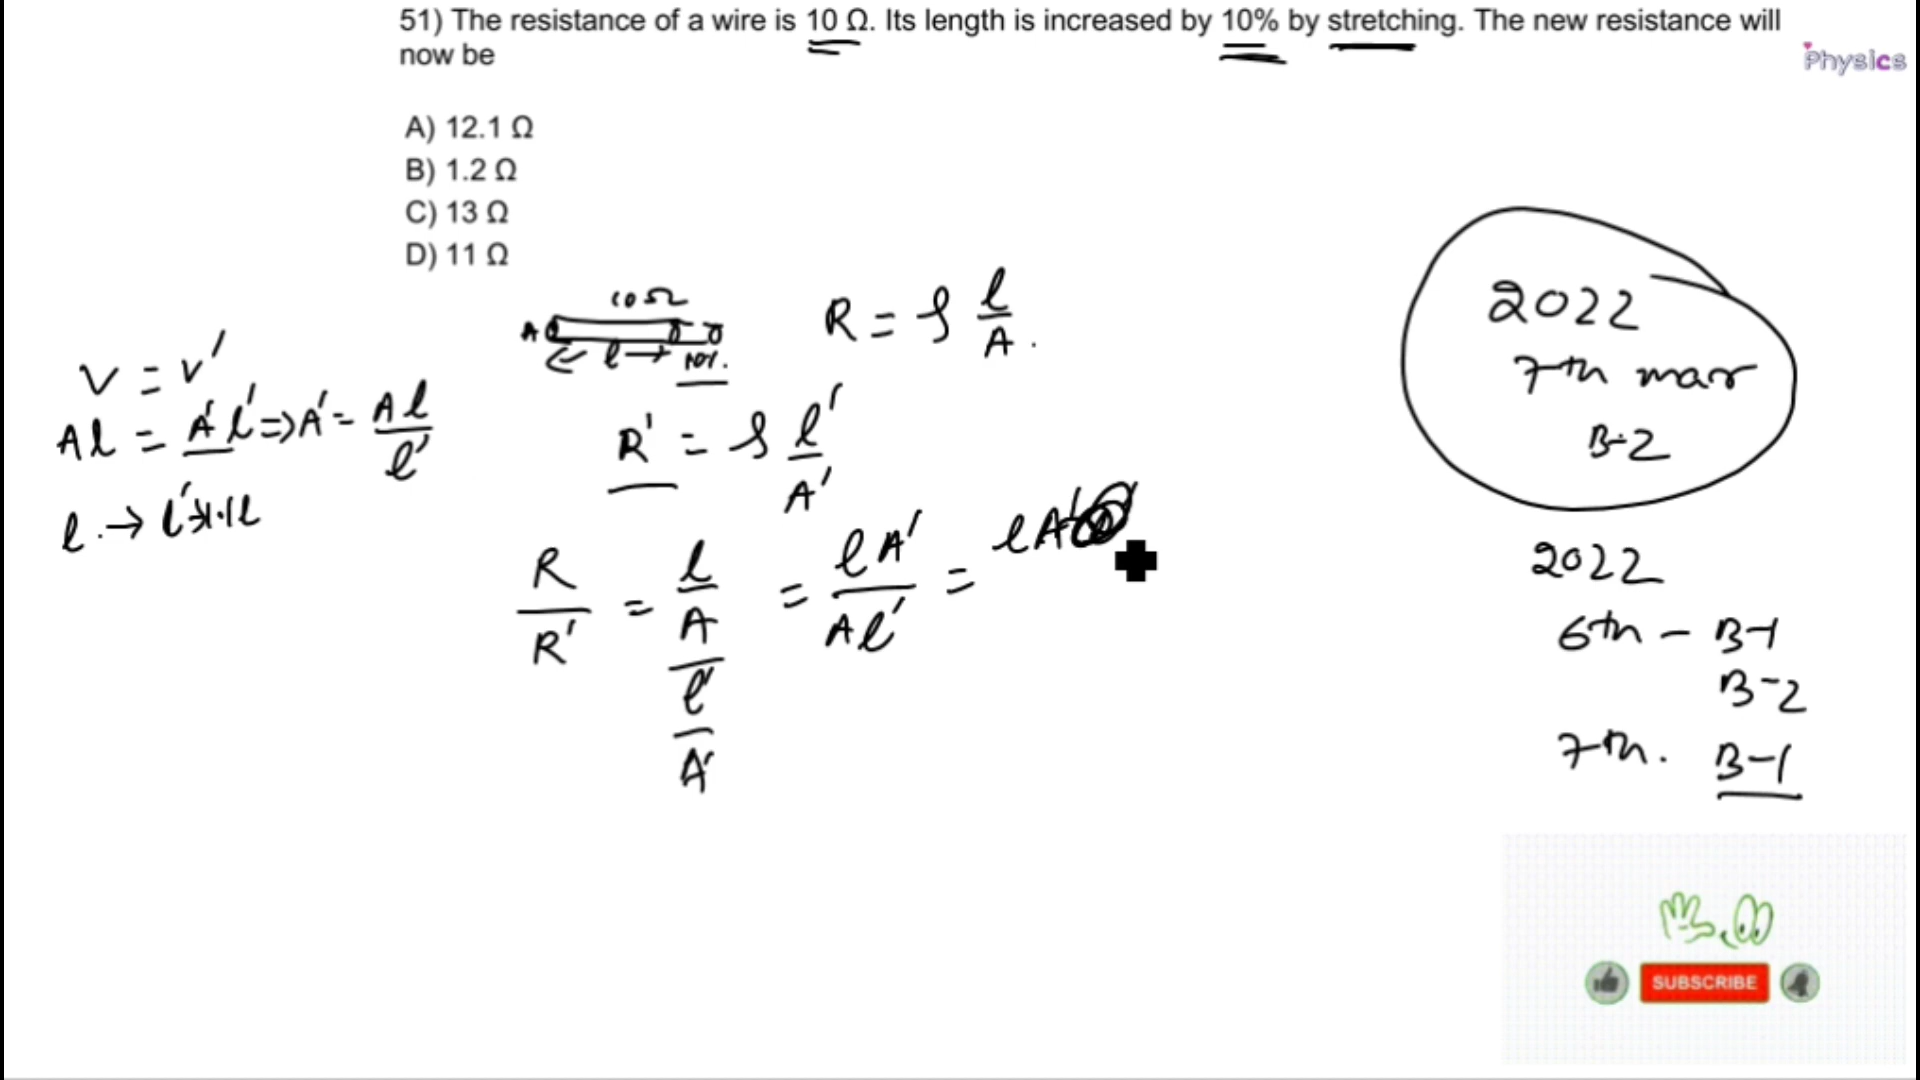 51) The resistance of a wire is 10 Ω. Its length is increased by 10% by stretching. The new resistance will
now be
Physics
A) 12.1 Ω
B) 1.2 Ω
C) 13 Ω
D) 11 Ω
10Ω
A
l
10%.
R = ρ l/A.
V = V'
Al = A'l' => A' = Al/l'
l. → l' → 1.1l
R' = ρ l'/A'
R/R' = l/A / l'/A' = lA'/Al' = lA'
2022
7th mar
B-2
2022
6th - B-1
B-2
7th. B-1
SUBSCRIBE